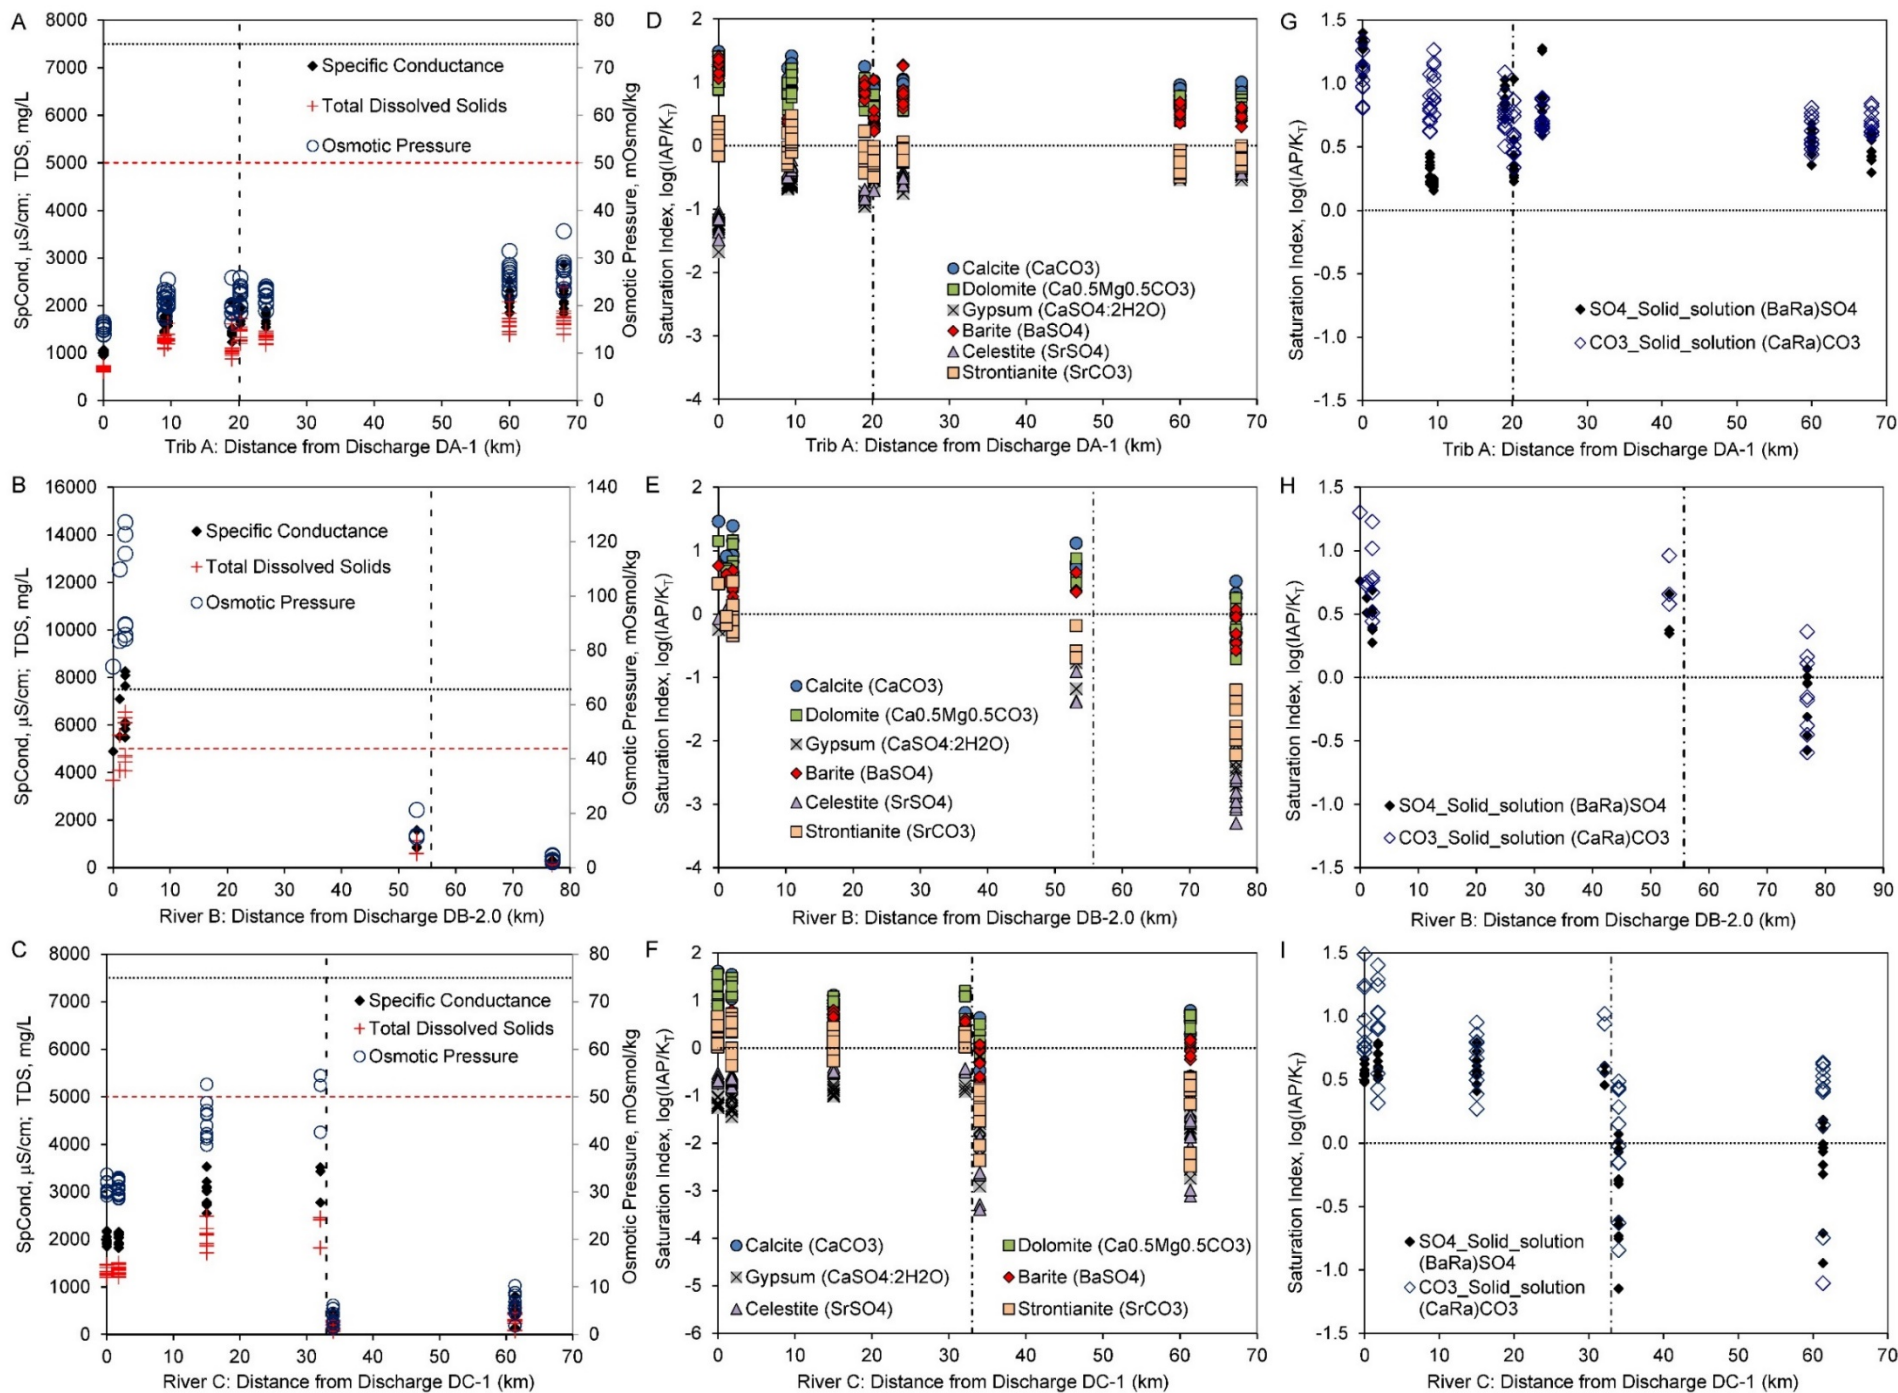 A
8000
7000
6000
5000
4000
3000
2000
1000
0
80
70
60
50
40
30
20
10
0
SpCond, µS/cm; TDS, mg/L
Osmotic Pressure, mOsmol/kg
Specific Conductance
Total Dissolved Solids
Osmotic Pressure
0 10 20 30 40 50 60 70
Trib A: Distance from Discharge DA-1 (km)
D
2
1
0
-1
-2
-3
-4
Saturation Index, log(IAP/KT)
Calcite (CaCO3)
Dolomite (Ca0.5Mg0.5CO3)
Gypsum (CaSO4:2H2O)
Barite (BaSO4)
Celestite (SrSO4)
Strontianite (SrCO3)
0 10 20 30 40 50 60 70
Trib A: Distance from Discharge DA-1 (km)
G
1.5
1.0
0.5
0.0
-0.5
-1.0
-1.5
Saturation Index, log(IAP/KT)
SO4_Solid_solution (BaRa)SO4
CO3_Solid_solution (CaRa)CO3
0 10 20 30 40 50 60 70
Trib A: Distance from Discharge DA-1 (km)
B
16000
14000
12000
10000
8000
6000
4000
2000
0
140
120
100
80
60
40
20
0
SpCond, µS/cm; TDS, mg/L
Osmotic Pressure, mOsmol/kg
Specific Conductance
Total Dissolved Solids
Osmotic Pressure
0 10 20 30 40 50 60 70 80
River B: Distance from Discharge DB-2.0 (km)
E
2
1
0
-1
-2
-3
-4
Saturation Index, log(IAP/KT)
Calcite (CaCO3)
Dolomite (Ca0.5Mg0.5CO3)
Gypsum (CaSO4:2H2O)
Barite (BaSO4)
Celestite (SrSO4)
Strontianite (SrCO3)
0 10 20 30 40 50 60 70 80
River B: Distance from Discharge DB-2.0 (km)
H
1.5
1.0
0.5
0.0
-0.5
-1.0
-1.5
Saturation Index, log(IAP/KT)
SO4_Solid_solution (BaRa)SO4
CO3_Solid_solution (CaRa)CO3
0 10 20 30 40 50 60 70 80 90
River B: Distance from Discharge DB-2.0 (km)
C
8000
7000
6000
5000
4000
3000
2000
1000
0
80
70
60
50
40
30
20
10
0
SpCond, µS/cm; TDS, mg/L
Osmotic Pressure, mOsmol/kg
Specific Conductance
Total Dissolved Solids
Osmotic Pressure
0 10 20 30 40 50 60 70
River C: Distance from Discharge DC-1 (km)
F
2
1
0
-1
-2
-3
-4
-5
-6
Saturation Index, log(IAP/KT)
Calcite (CaCO3)
Dolomite (Ca0.5Mg0.5CO3)
Gypsum (CaSO4:2H2O)
Barite (BaSO4)
Celestite (SrSO4)
Strontianite (SrCO3)
0 10 20 30 40 50 60 70
River C: Distance from Discharge DC-1 (km)
I
1.5
1.0
0.5
0.0
-0.5
-1.0
-1.5
Saturation Index, log(IAP/KT)
SO4_Solid_solution
(BaRa)SO4
CO3_Solid_solution
(CaRa)CO3
0 10 20 30 40 50 60 70
River C: Distance from Discharge DC-1 (km)